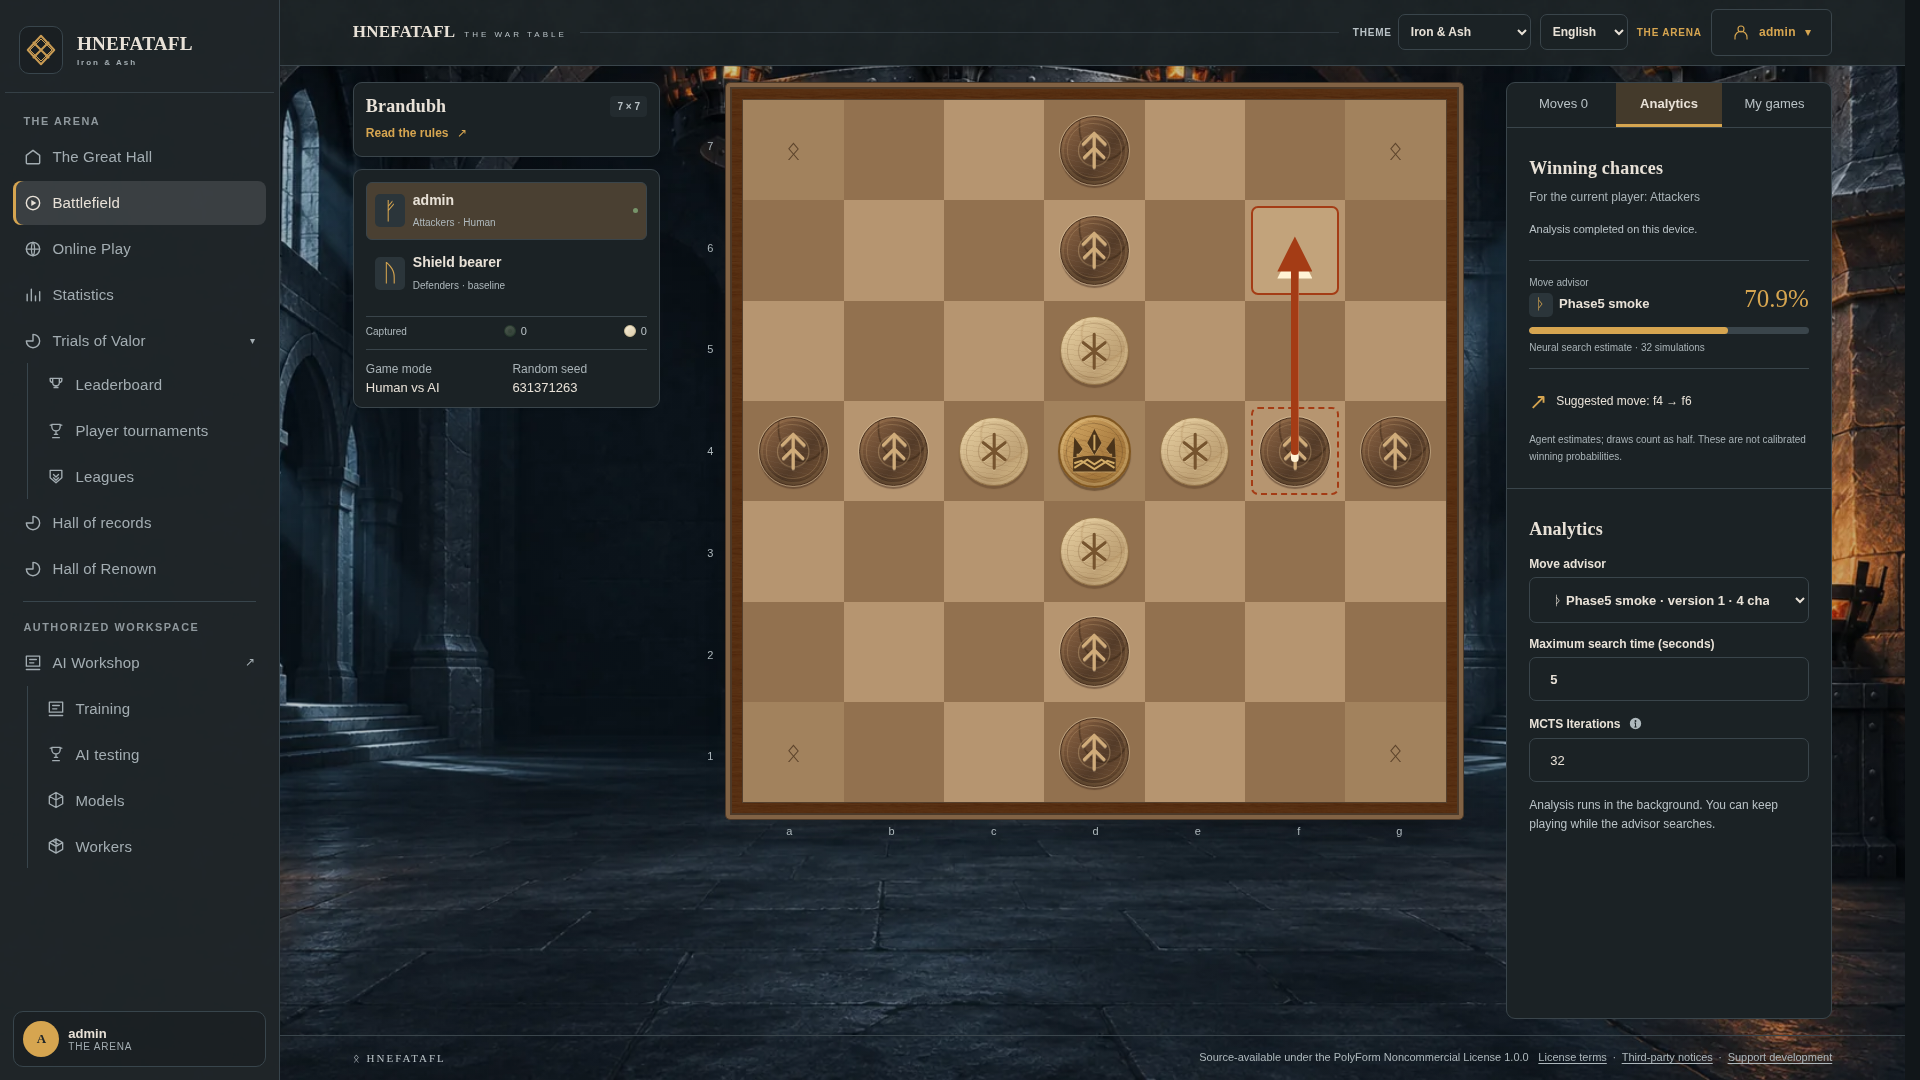 HNEFATAFL
Iron & Ash
THE ARENA
The Great Hall
Battlefield
Online Play
Statistics
Trials of Valor ▾
Leaderboard
Player tournaments
Leagues
Hall of records
Hall of Renown
AUTHORIZED WORKSPACE
AI Workshop ↗
Training
AI testing
Models
Workers
A
admin
THE ARENA
HNEFATAFL THE WAR TABLE
THEME Iron & Ash English THE ARENA admin ▾
Brandubh 7 × 7
Read the rules ↗
ᚠ admin
Attackers · Human
ᚢ Shield bearer
Defenders · baseline
Captured 0 0
Game mode Random seed
Human vs AI 631371263
7
6
5
4
3
2
1
a b c d e f g
ᛟ ᛟ
ᛟ ᛟ
Moves 0 Analytics My games
Winning chances
For the current player: Attackers
Analysis completed on this device.
Move advisor
ᚦ Phase5 smoke 70.9%
Neural search estimate · 32 simulations
↗ Suggested move: f4 → f6
Agent estimates; draws count as half. These are not calibrated
winning probabilities.
Analytics
Move advisor
ᚦ Phase5 smoke · version 1 · 4 cha
Maximum search time (seconds)
5
MCTS Iterations
32
Analysis runs in the background. You can keep
playing while the advisor searches.
ᛟ HNEFATAFL
Source-available under the PolyForm Noncommercial License 1.0.0 License terms · Third-party notices · Support development